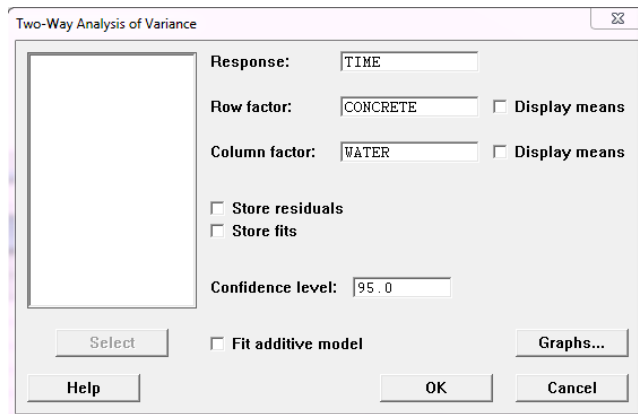 Two-Way Analysis of Variance
Response: TIME
Row factor: CONCRETE Display means
Column factor: WATER Display means
Store residuals
Store fits
Confidence level: 95.0
Select Fit additive model Graphs...
Help OK Cancel